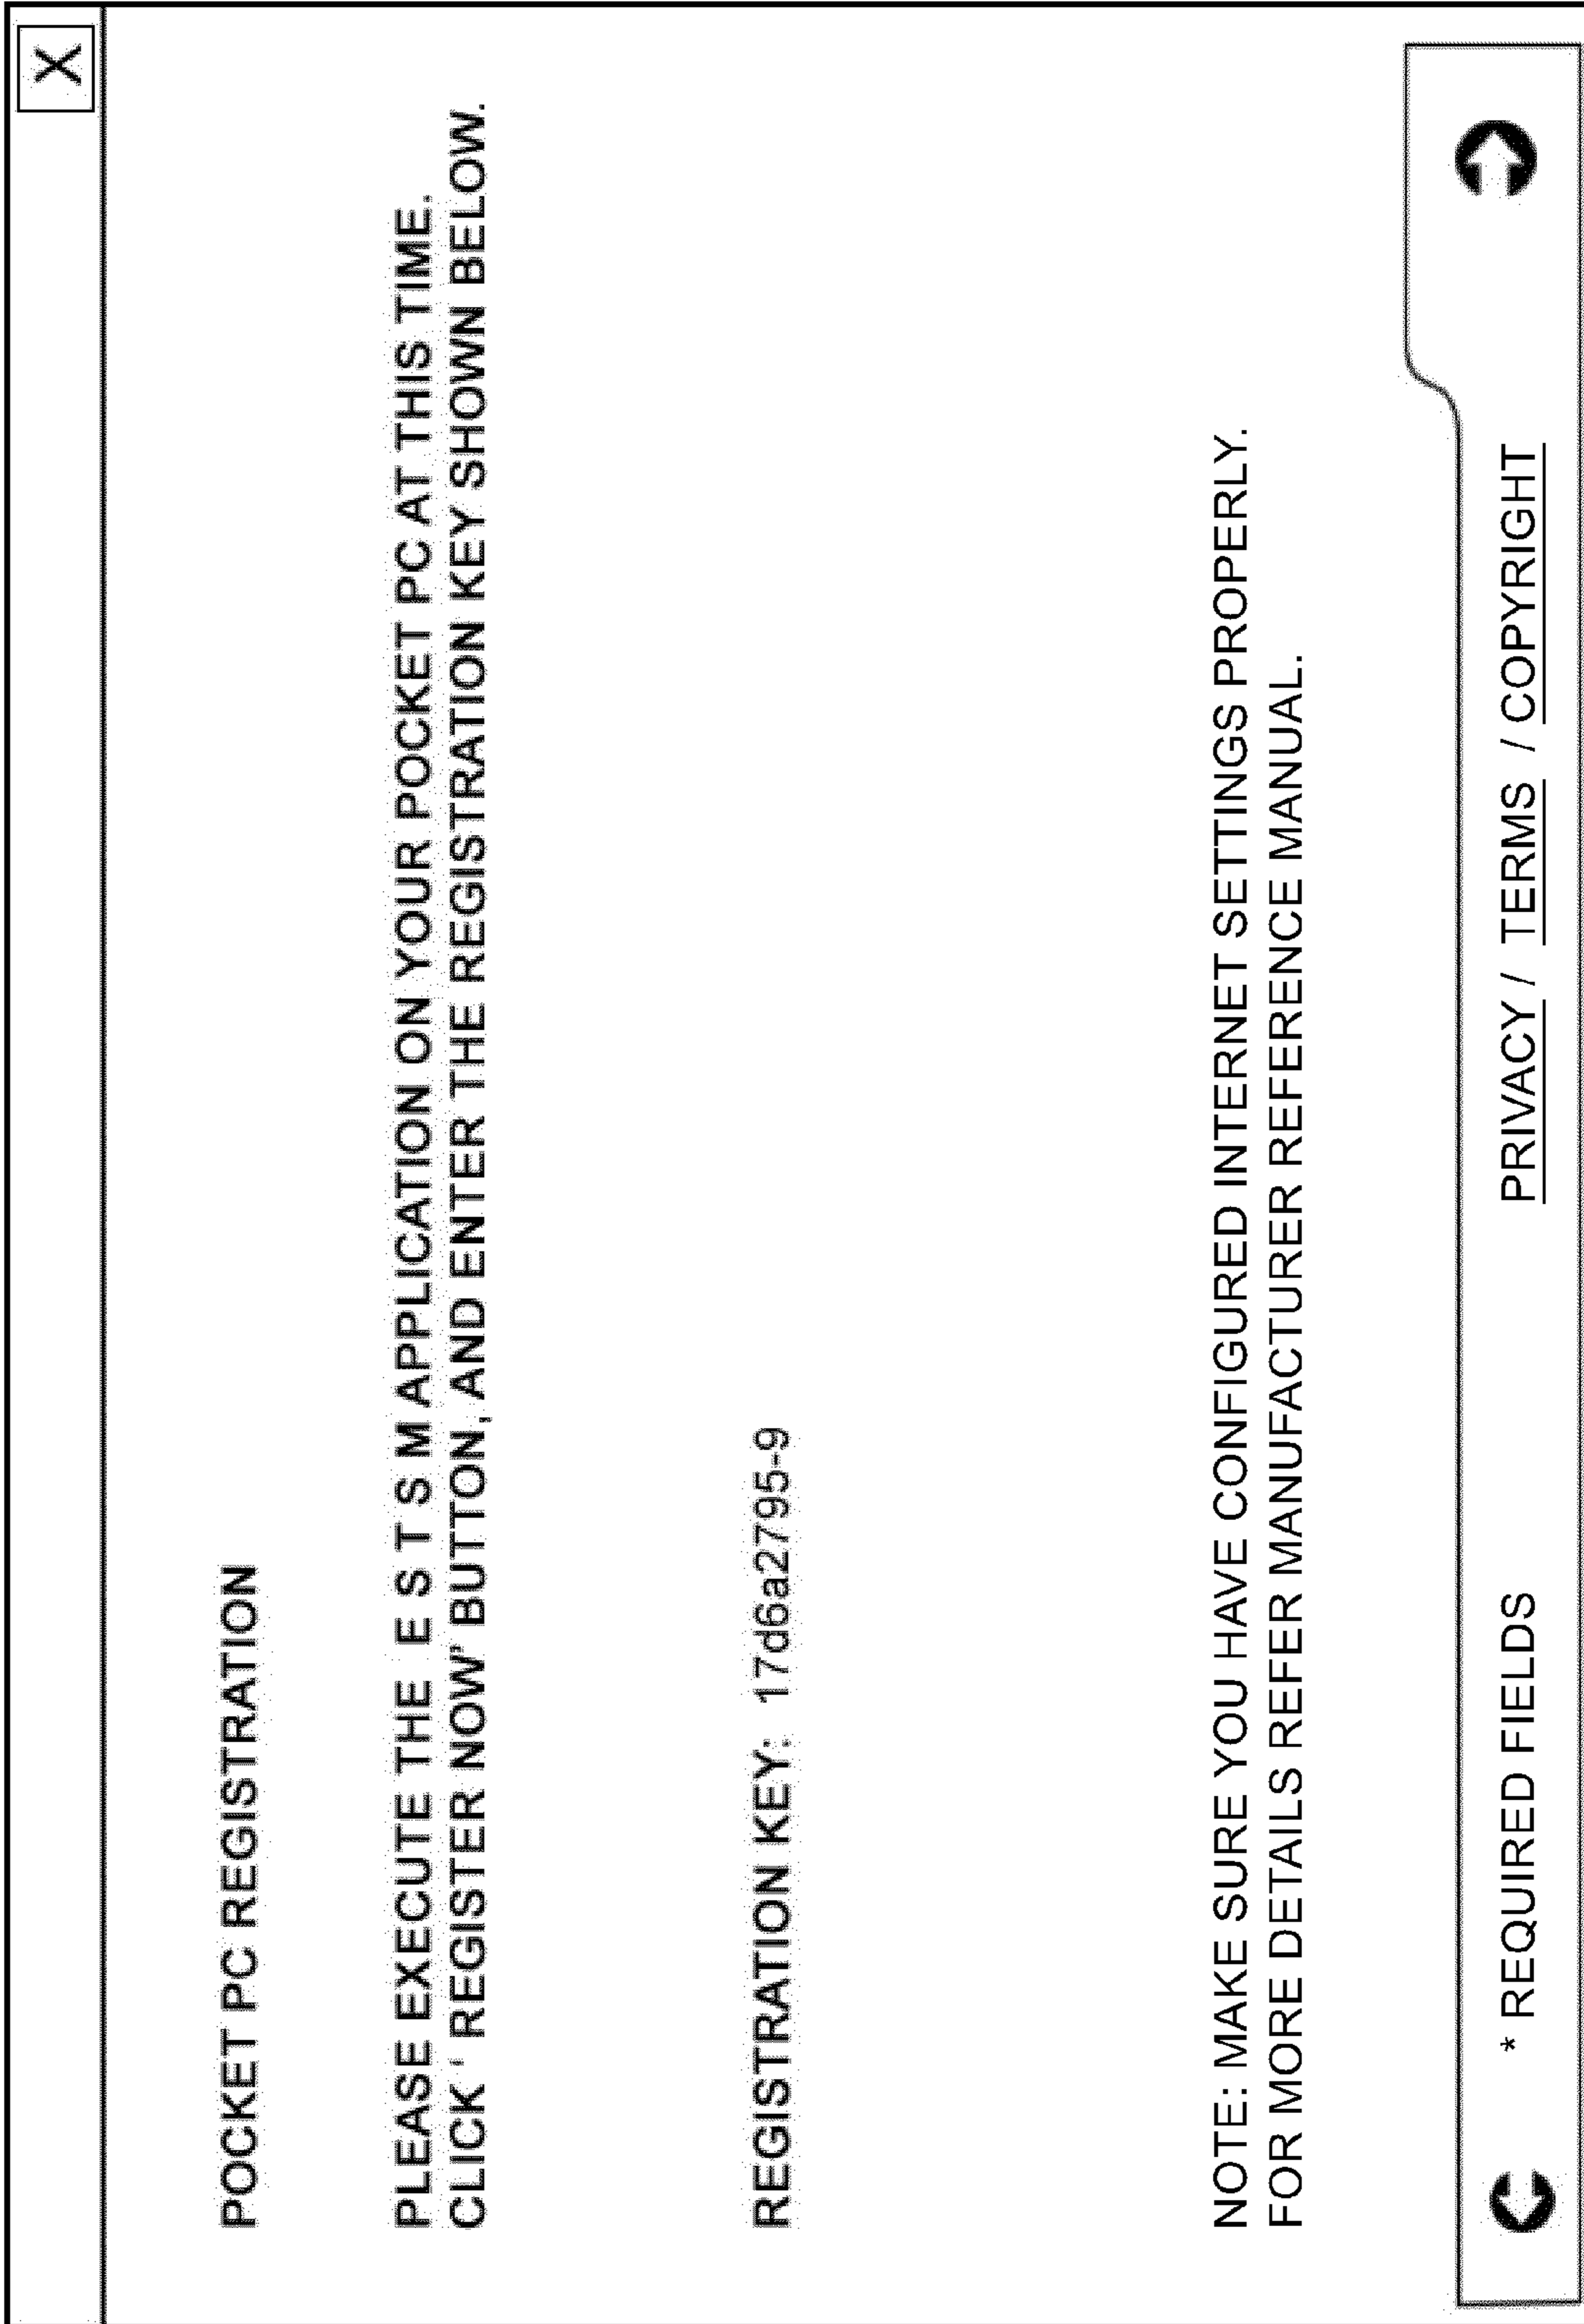 X
POCKET PC REGISTRATION
PLEASE EXECUTE THE E S T S M APPLICATION ON YOUR POCKET PC AT THIS TIME.
CLICK ' REGISTER NOW' BUTTON, AND ENTER THE REGISTRATION KEY SHOWN BELOW.
REGISTRATION KEY: 17d6a2795-9
NOTE: MAKE SURE YOU HAVE CONFIGURED INTERNET SETTINGS PROPERLY.
FOR MORE DETAILS REFER MANUFACTURER REFERENCE MANUAL.
* REQUIRED FIELDS PRIVACY / TERMS / COPYRIGHT